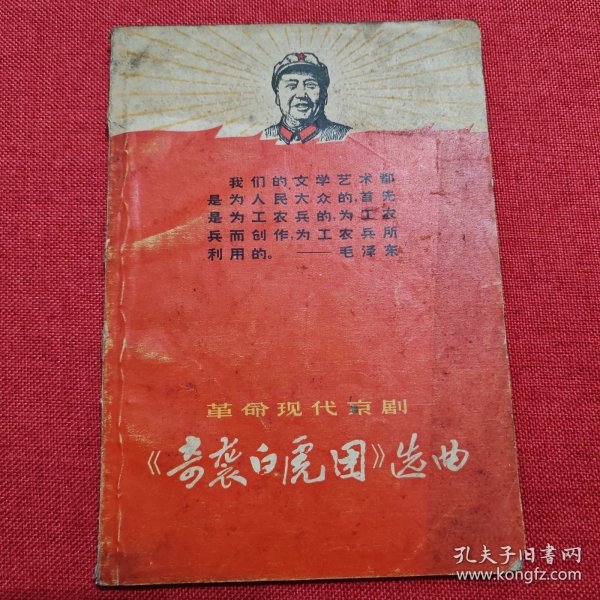 我们的文学艺术都
是为人民大众的，首先
是为工农兵的，为工农
兵而创作，为工农兵所
利用的。——毛泽东
革命现代京剧
《奇袭白虎团》选曲
孔夫子旧书网
www.kongfz.com